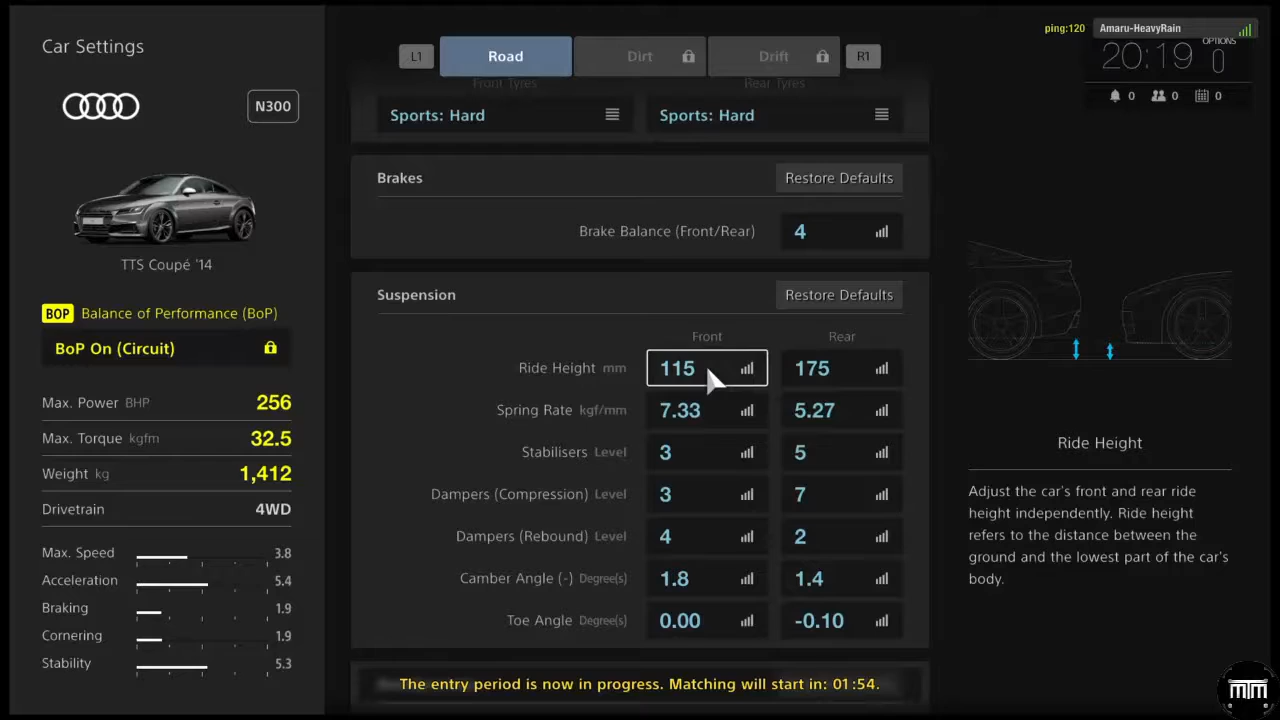 Car Settings
N300
TTS Coupé '14
BOP Balance of Performance (BoP)
BoP On (Circuit)
Max. Power BHP 256
Max. Torque kgfm 32.5
Weight kg 1,412
Drivetrain 4WD
Max. Speed 3.8
Acceleration 5.4
Braking 1.9
Cornering 1.9
Stability 5.3
L1 Road Dirt Drift R1
Front Tyres Rear Tyres
Sports: Hard Sports: Hard
Brakes Restore Defaults
Brake Balance (Front/Rear) 4
Suspension Restore Defaults
Front Rear
Ride Height mm 115 175
Spring Rate kgf/mm 7.33 5.27
Stabilisers Level 3 5
Dampers (Compression) Level 3 7
Dampers (Rebound) Level 4 2
Camber Angle (-) Degree(s) 1.8 1.4
Toe Angle Degree(s) 0.00 -0.10
The entry period is now in progress. Matching will start in: 01:54.
ping:120 Amaru-HeavyRain
20:19 OPTIONS
0 0 0
Ride Height
Adjust the car's front and rear ride
height independently. Ride height
refers to the distance between the
ground and the lowest part of the car's
body.
MTM